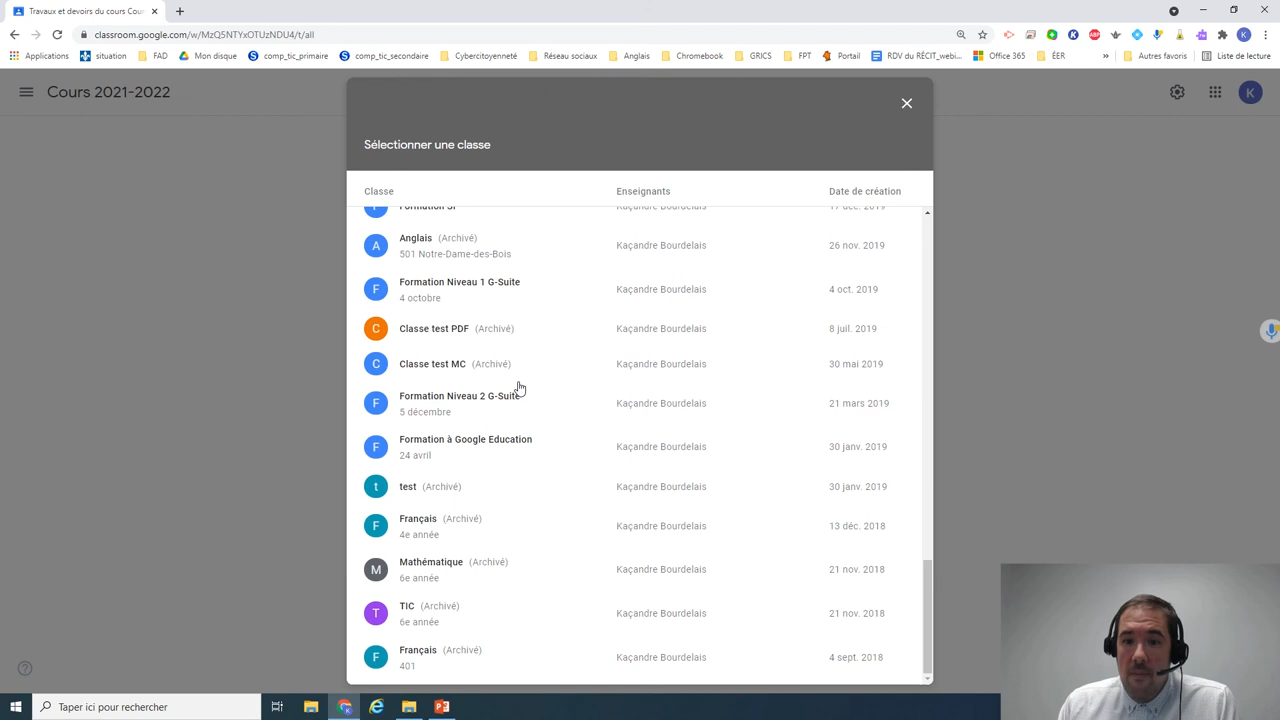 Travaux et devoirs du cours Cour
classroom.google.com/w/MzQ5NTYxOTUzNDU4/t/all
Applications situation FAD Mon disque comp_tic_primaire comp_tic_secondaire Cybercitoyenneté Réseau sociaux Anglais Chromebook GRICS FPT Portail RDV du RÉCIT_webi... Office 365 ÉER » Autres favoris Liste de lecture
Cours 2021-2022
K
Sélectionner une classe
Classe Enseignants Date de création
Formation SI Kaçandre Bourdelais 17 déc. 2019
A Anglais (Archivé) Kaçandre Bourdelais 26 nov. 2019
501 Notre-Dame-des-Bois
F Formation Niveau 1 G-Suite Kaçandre Bourdelais 4 oct. 2019
4 octobre
C Classe test PDF (Archivé) Kaçandre Bourdelais 8 juil. 2019
C Classe test MC (Archivé) Kaçandre Bourdelais 30 mai 2019
F Formation Niveau 2 G-Suite Kaçandre Bourdelais 21 mars 2019
5 décembre
F Formation à Google Education Kaçandre Bourdelais 30 janv. 2019
24 avril
t test (Archivé) Kaçandre Bourdelais 30 janv. 2019
F Français (Archivé) Kaçandre Bourdelais 13 déc. 2018
4e année
M Mathématique (Archivé) Kaçandre Bourdelais 21 nov. 2018
6e année
T TIC (Archivé) Kaçandre Bourdelais 21 nov. 2018
6e année
F Français (Archivé) Kaçandre Bourdelais 4 sept. 2018
401
Taper ici pour rechercher